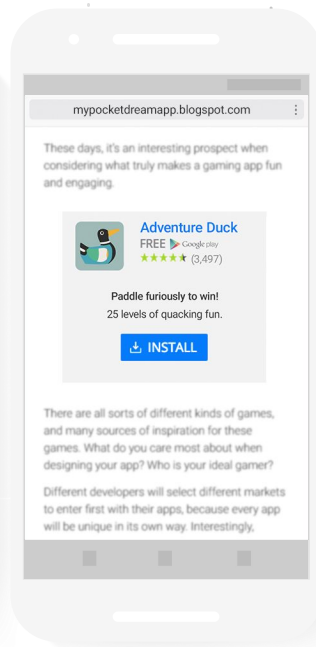 mypocketdreamapp.blogspot.com
These days, it's an interesting prospect when
considering what truly makes a gaming app fun
and engaging.
Adventure Duck
FREE Google play
(3,497)
Paddle furiously to win!
25 levels of quacking fun.
INSTALL
There are all sorts of different kinds of games,
and many sources of inspiration for these
games. What do you care most about when
designing your app? Who is your ideal gamer?
Different developers will select different markets
to enter first with their apps, because every app
will be unique in its own way. Interestingly,